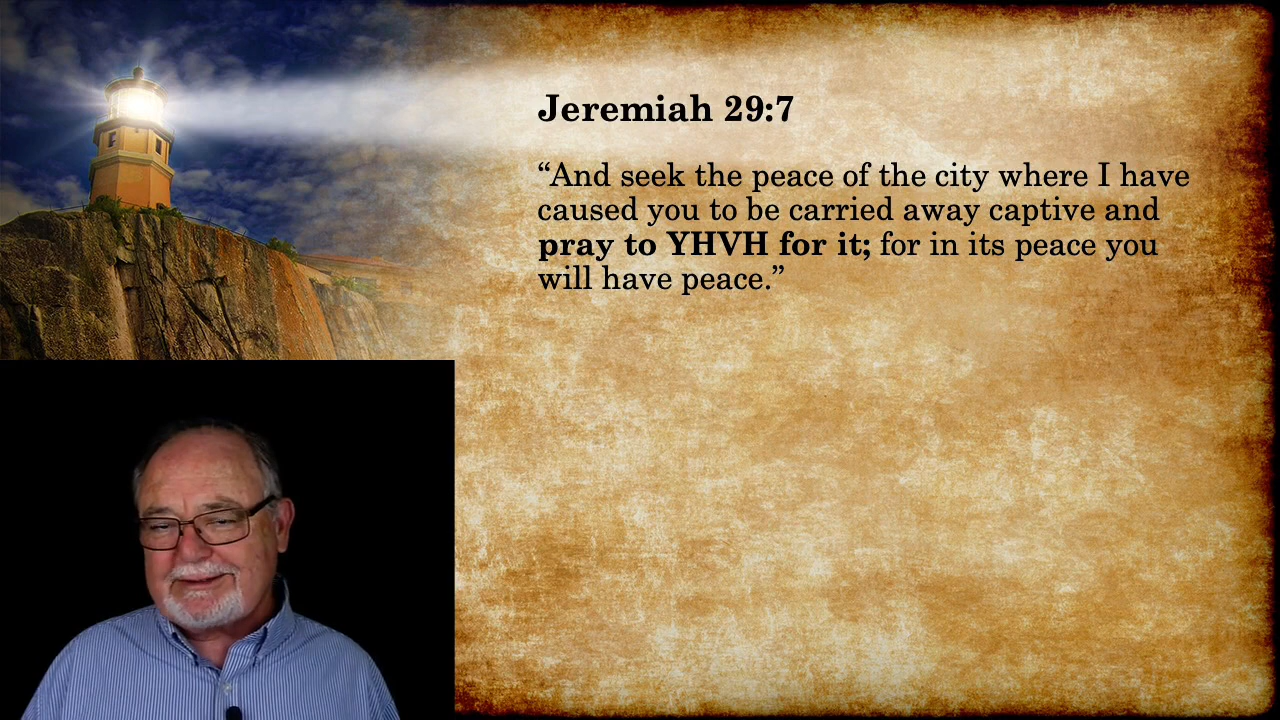 Jeremiah 29:7
“And seek the peace of the city where I have
caused you to be carried away captive and
pray to YHVH for it; for in its peace you
will have peace.”